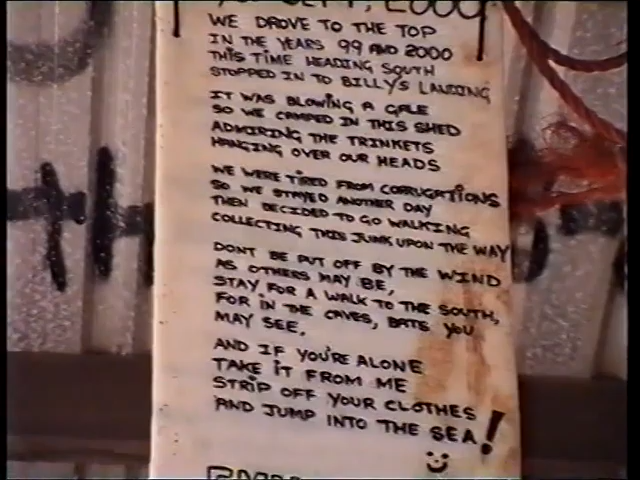 WE DROVE TO THE TOP
IN THE YEARS 99 AND 2000
THIS TIME HEADING SOUTH
STOPPED IN TO BILLYS LANDING
IT WAS BLOWING A GALE
SO WE CAMPED IN THIS SHED
ADMIRING THE TRINKETS
HANGING OVER OUR HEADS
WE WERE TIRED FROM CORRUGATIONS
SO WE STAYED ANOTHER DAY
THEN DECIDED TO GO WALKING
COLLECTING THIS JUNK UPON THE WAY
DONT BE PUT OFF BY THE WIND
AS OTHERS MAY BE,
STAY FOR A WALK TO THE SOUTH,
FOR IN THE CAVES, BATS YOU
MAY SEE.
AND IF YOU'RE ALONE
TAKE IT FROM ME
STRIP OFF YOUR CLOTHES
AND JUMP INTO THE SEA!